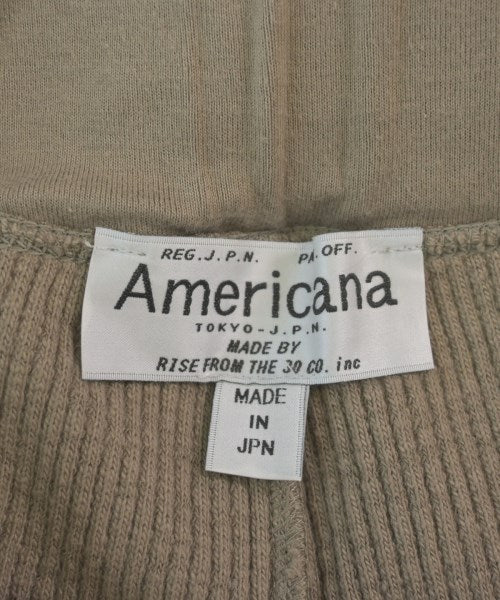 REG.J.P.N. PA.OFF.
Americana
TOKYO-J.P.N.
MADE BY
RISE FROM THE 30 CO. inc
MADE
IN
JPN